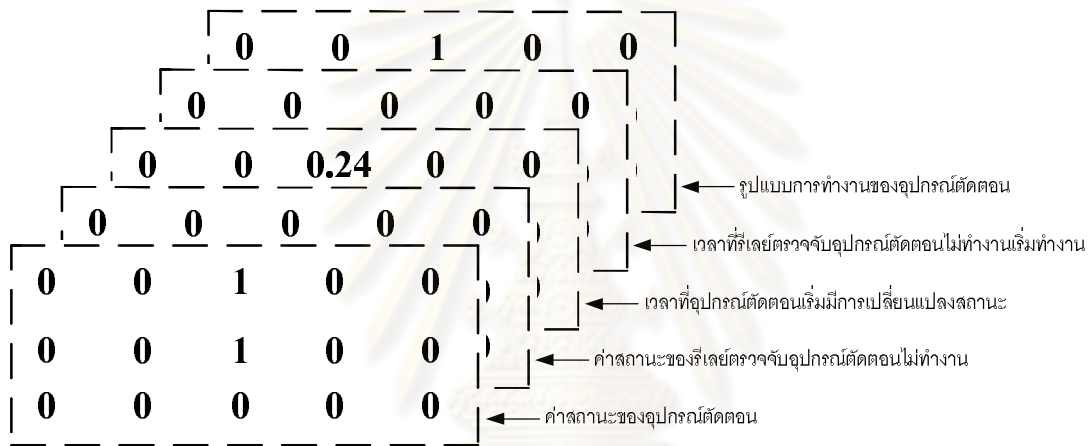 0 0 1 0 0
0 0 0 0 0
0 0 0.24 0 0
รูปแบบการทำงานของอุปกรณ์ตัดตอน
0 0 0 0 0
เวลาที่รีเลย์ตรวจจับอุปกรณ์ตัดตอนไม่ทำงานเริ่มทำงาน
0 0 1 0 0
เวลาที่อุปกรณ์ตัดตอนเริ่มมีการเปลี่ยนแปลงสถานะ
0 0 1 0 0
ค่าสถานะของรีเลย์ตรวจจับอุปกรณ์ตัดตอนไม่ทำงาน
0 0 0 0 0
ค่าสถานะของอุปกรณ์ตัดตอน